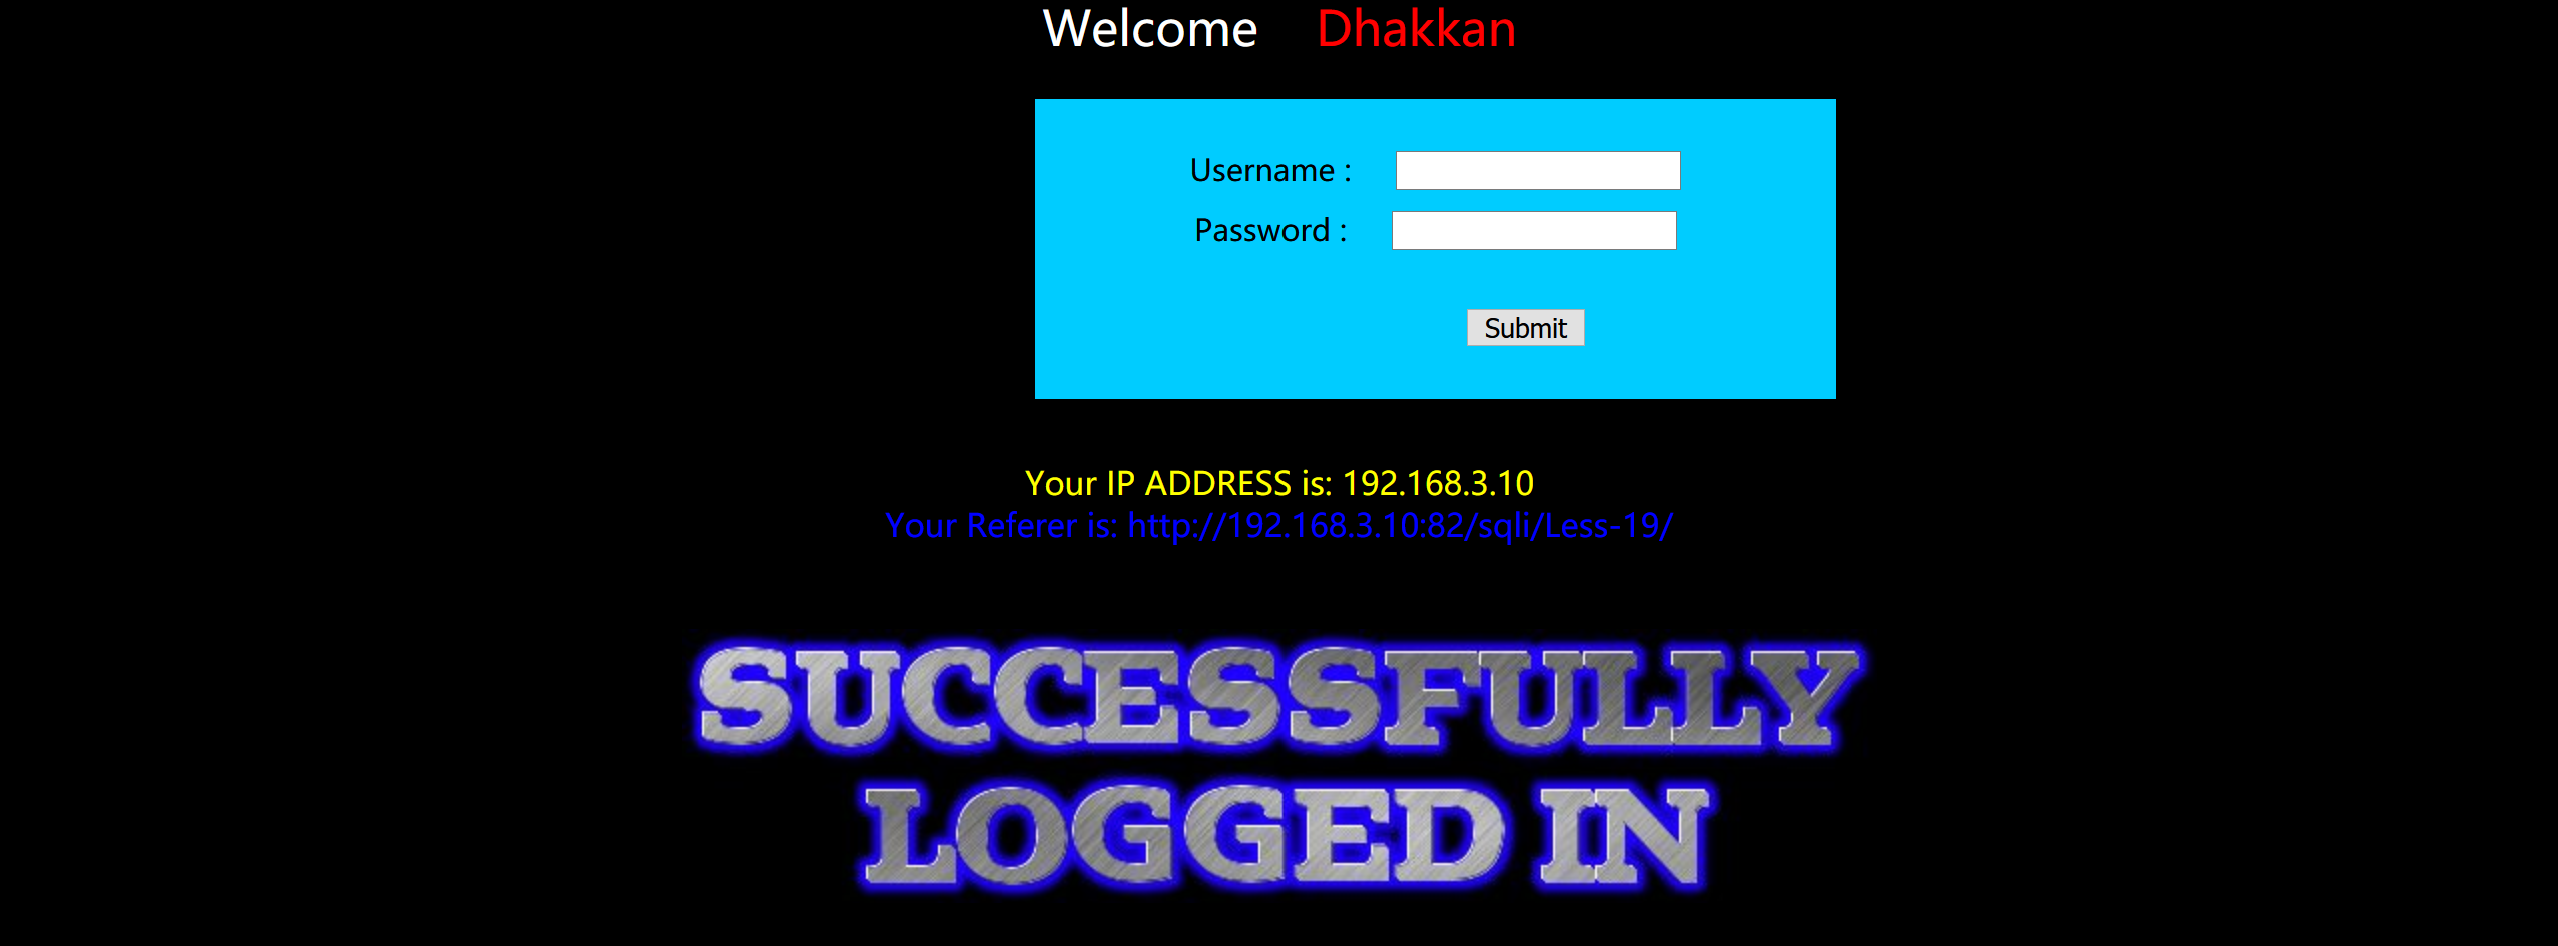 Welcome Dhakkan
Username :
Password :
Submit
Your IP ADDRESS is: 192.168.3.10
Your Referer is: http://192.168.3.10:82/sqli/Less-19/
SUCCESSFULLY
LOGGED IN